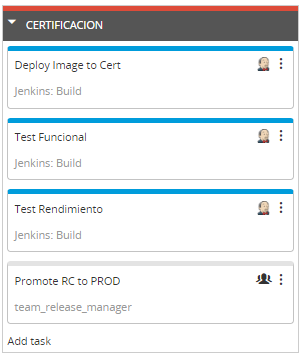 CERTIFICACION
Deploy Image to Cert
Jenkins: Build
Test Funcional
Jenkins: Build
Test Rendimiento
Jenkins: Build
Promote RC to PROD
team_release_manager
Add task